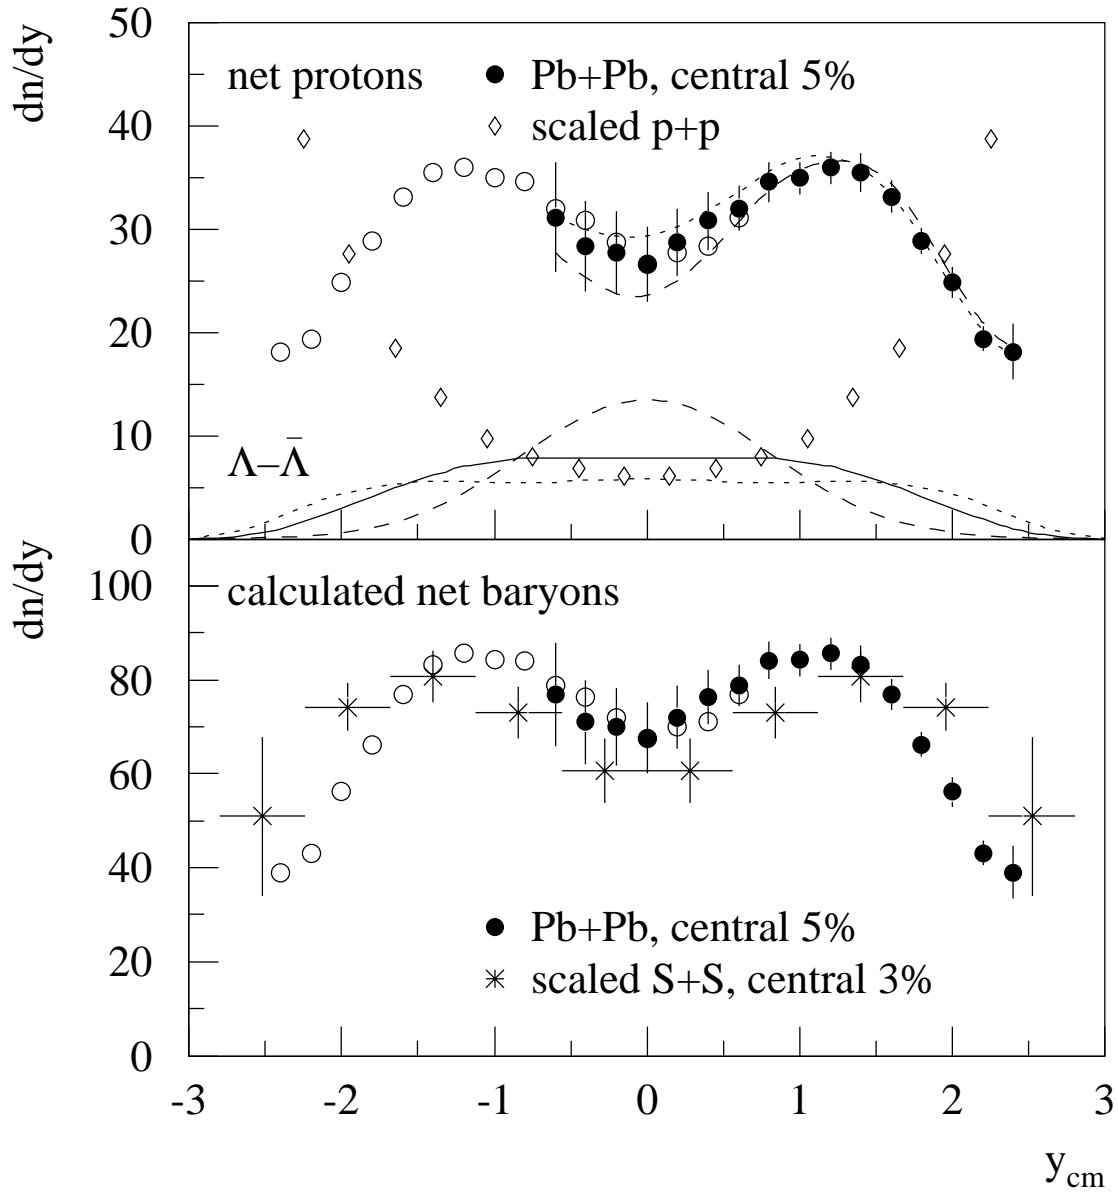 dn/dy
50
40
30
20
10
0
net protons
Pb+Pb, central 5%
scaled p+p
Λ–Λ̄
dn/dy
100
80
60
40
20
0
calculated net baryons
Pb+Pb, central 5%
scaled S+S, central 3%
-3 -2 -1 0 1 2 3
y_cm